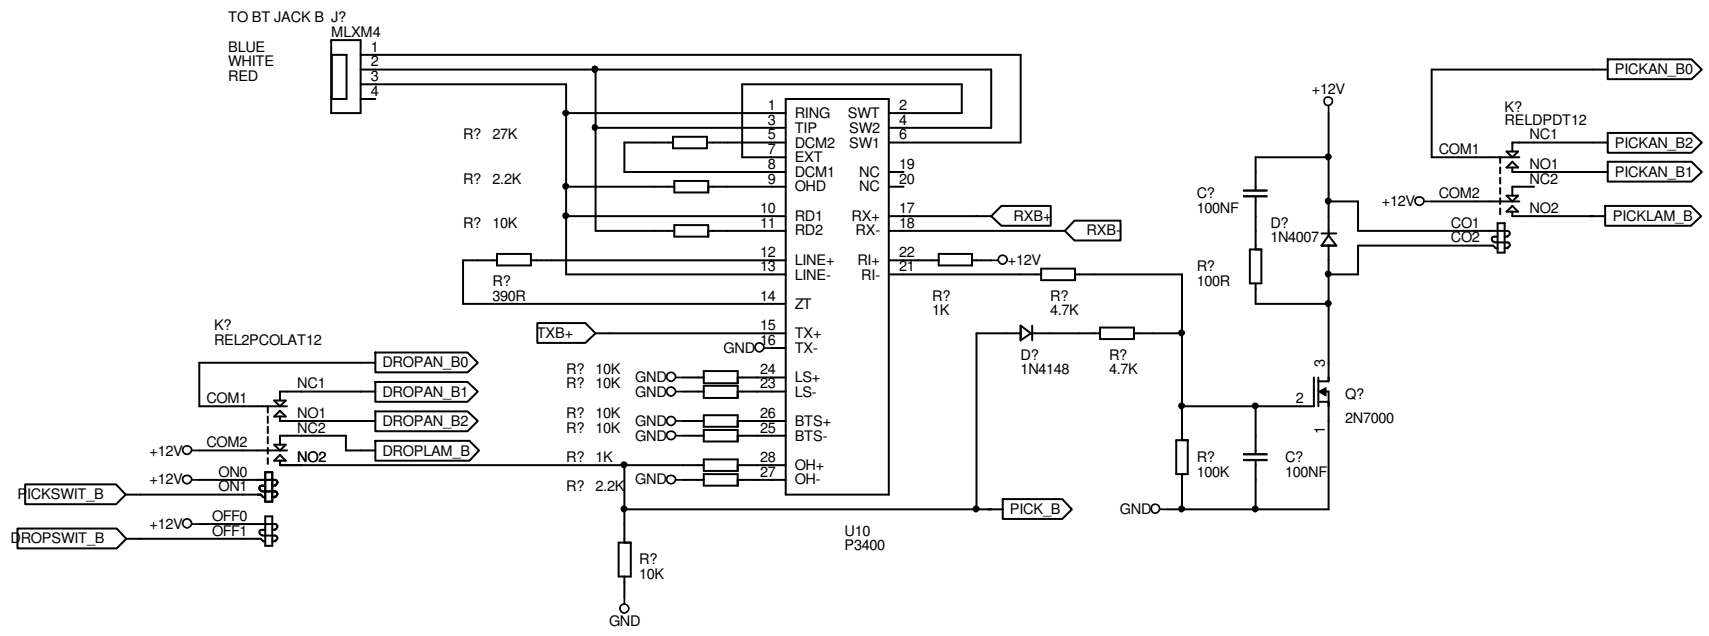 TO BT JACK B J?
MLXM4
BLUE
WHITE
RED
1
2
3
4
R? 27K
R? 2.2K
R? 10K
R?
390R
1 RING
3 TIP
5 DCM2
7 EXT
8 DCM1
9 OHD
10 RD1
11 RD2
12 LINE+
13 LINE-
14 ZT
15 TX+
16 TX-
24 LS+
23 LS-
26 BTS+
25 BTS-
28 OH+
27 OH-
SWT 2
SW2 4
SW1 6
NC 19
NC 20
RX+ 17
RX- 18
RI+ 22
RI- 21
U10
P3400
RXB+
RXB-
+12V
R?
1K
R?
4.7K
D?
1N4148
R?
4.7K
TXB+
GND
R? 10K
R? 10K
GND
GND
R? 10K
R? 10K
GND
GND
R? 1K
R? 2.2K
GND
PICK_B
R?
10K
GND
K?
REL2PCOLAT12
DROPAN_B0
NC1
DROPAN_B1
COM1
NO1
DROPAN_B2
NC2
COM2
DROPLAM_B
+12V
NO2
+12V
ON0
ON1
PICKSWIT_B
+12V
OFF0
OFF1
DROPSWIT_B
+12V
C?
100NF
D?
1N4007
R?
100R
3
2
1
Q?
2N7000
R?
100K
C?
100NF
GND
PICKAN_B0
K?
RELDPDT12
NC1
PICKAN_B2
COM1
NO1
PICKAN_B1
NC2
COM2
+12V
NO2
PICKLAM_B
CO1
CO2